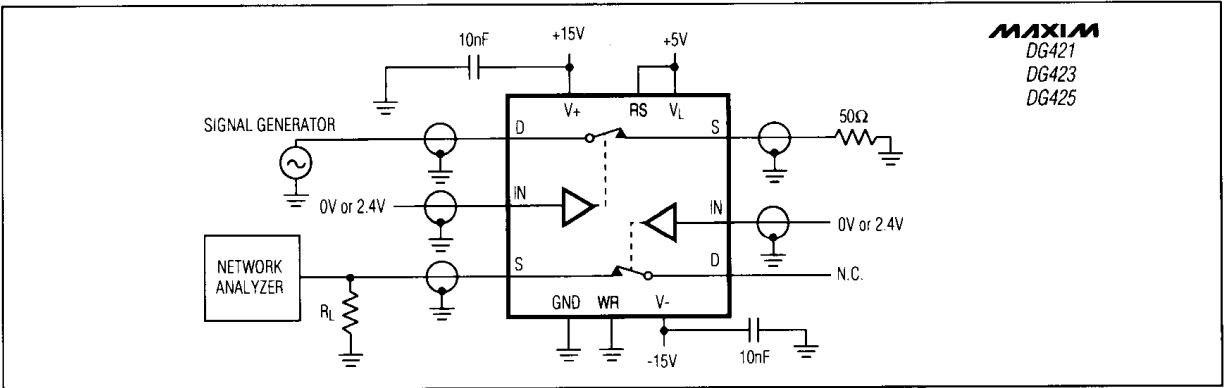 MAXIM
DG421
DG423
DG425
10nF
+15V
+5V
V+
RS
VL
SIGNAL GENERATOR
D
S
50Ω
IN
0V or 2.4V
IN
0V or 2.4V
NETWORK
ANALYZER
S
D
N.C.
RL
GND
WR
V-
-15V
10nF